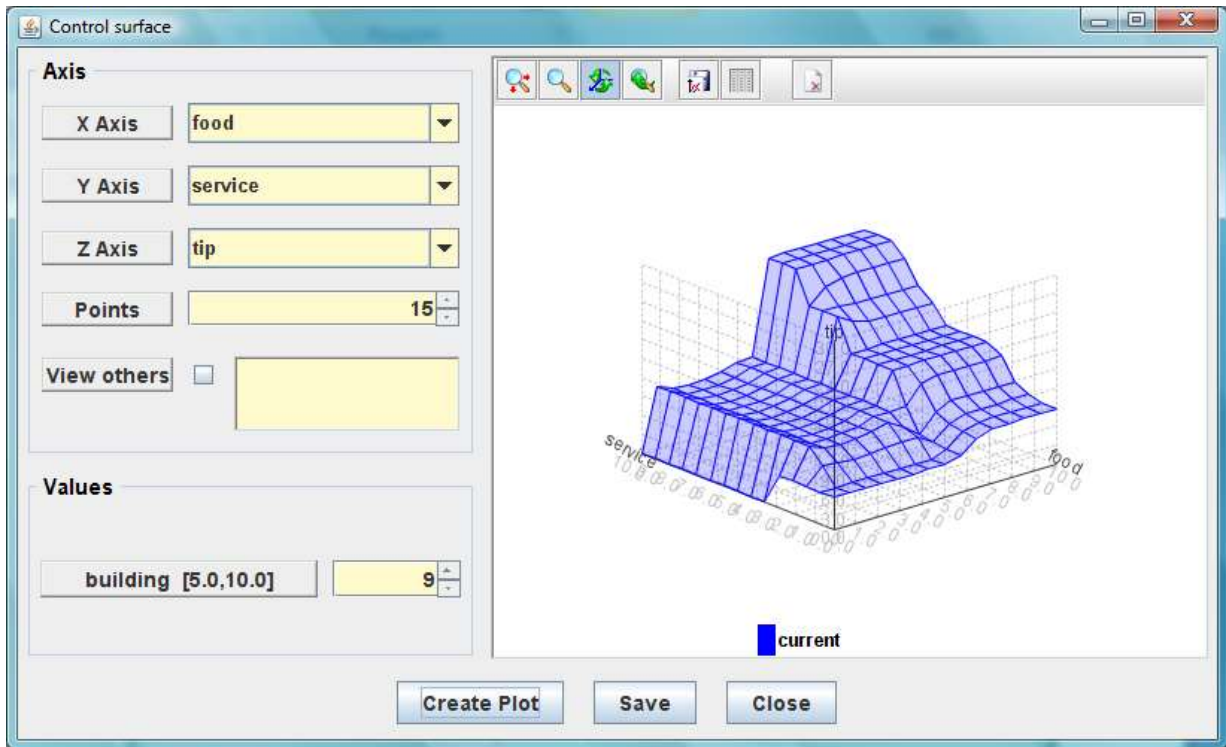 Control surface
Axis
X Axis food
Y Axis service
Z Axis tip
Points 15
View others
Values
building [5.0,10.0] 9
tip
service
food
current
Create Plot Save Close